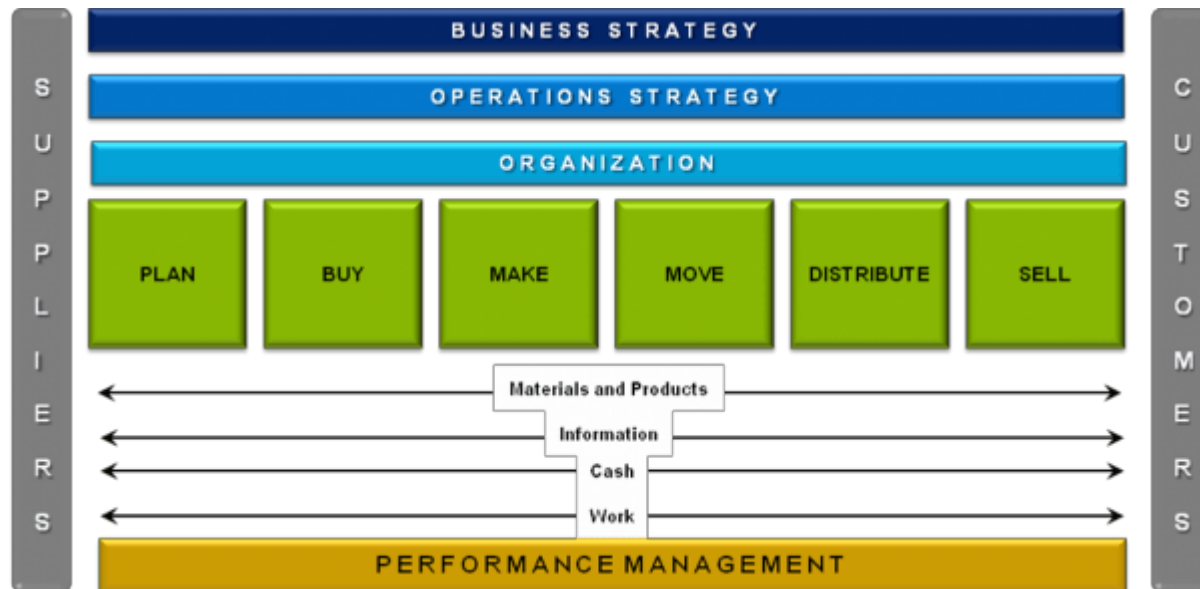 SUPPLIERS
BUSINESS STRATEGY
OPERATIONS STRATEGY
ORGANIZATION
PLAN
BUY
MAKE
MOVE
DISTRIBUTE
SELL
Materials and Products
Information
Cash
Work
PERFORMANCE MANAGEMENT
CUSTOMERS